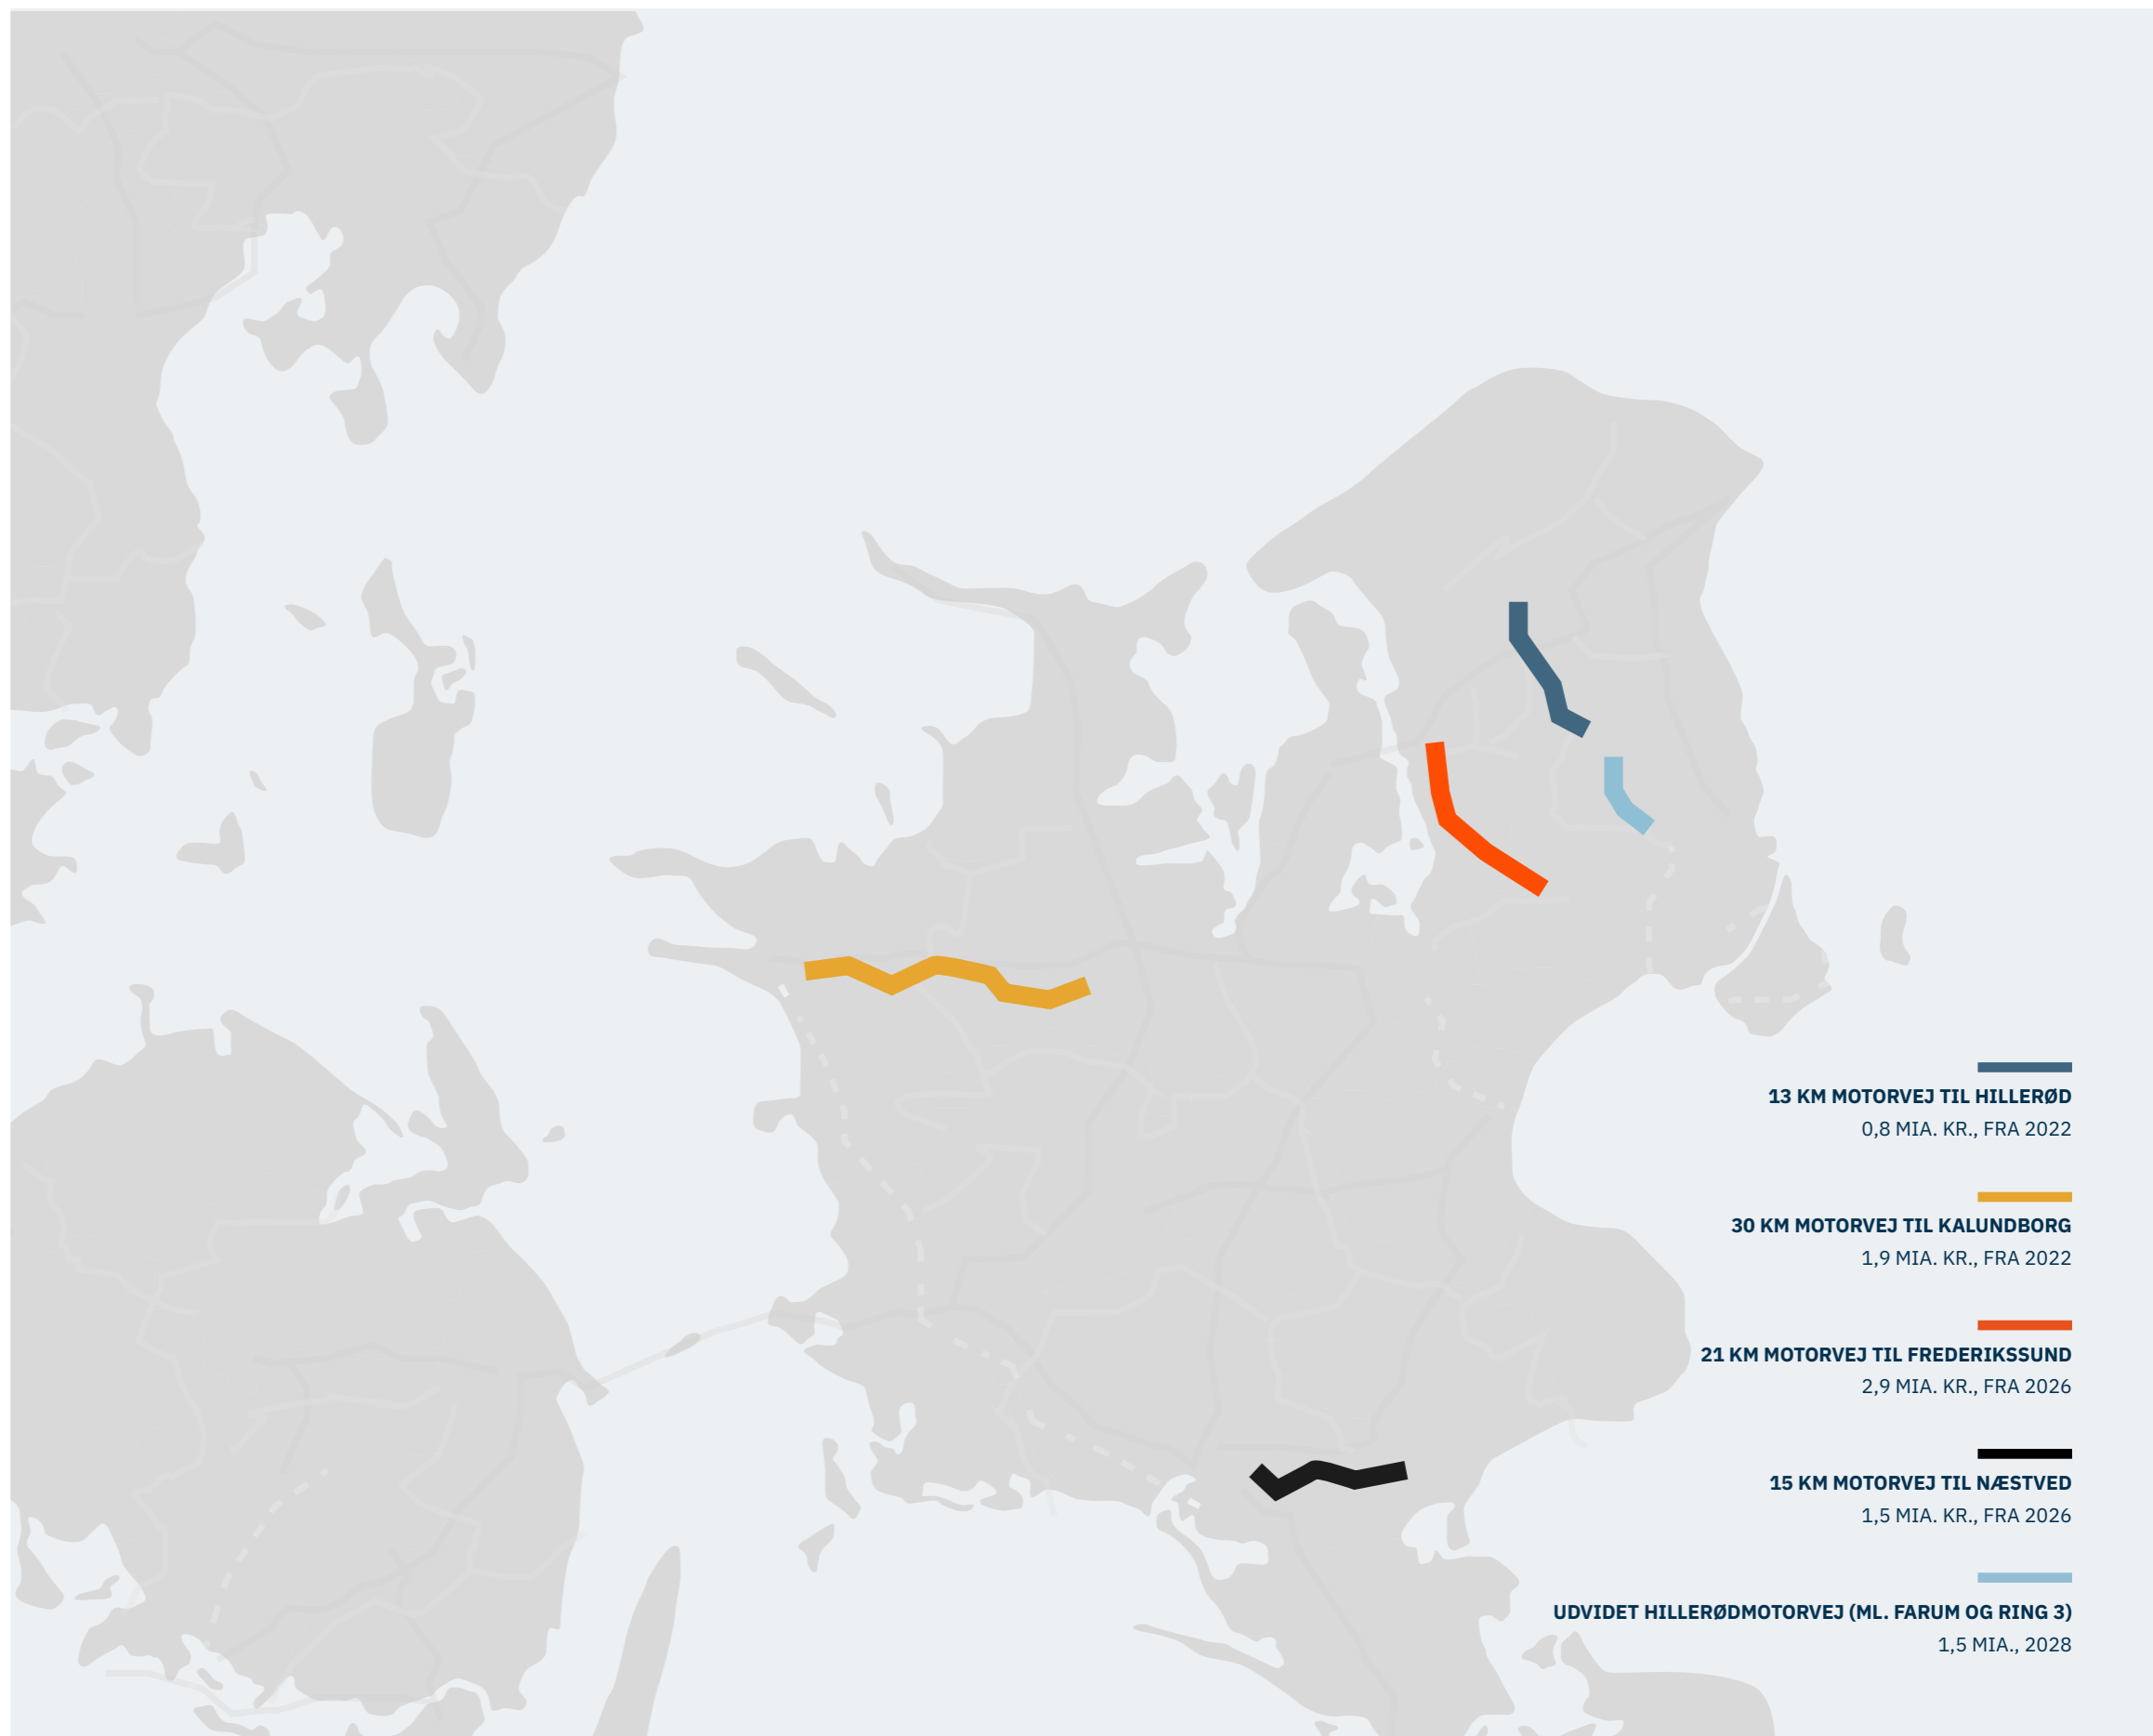 13 KM MOTORVEJ TIL HILLERØD
0,8 MIA. KR., FRA 2022
30 KM MOTORVEJ TIL KALUNDBORG
1,9 MIA. KR., FRA 2022
21 KM MOTORVEJ TIL FREDERIKSSUND
2,9 MIA. KR., FRA 2026
15 KM MOTORVEJ TIL NÆSTVED
1,5 MIA. KR., FRA 2026
UDVIDET HILLERØDMOTORVEJ (ML. FARUM OG RING 3)
1,5 MIA., 2028